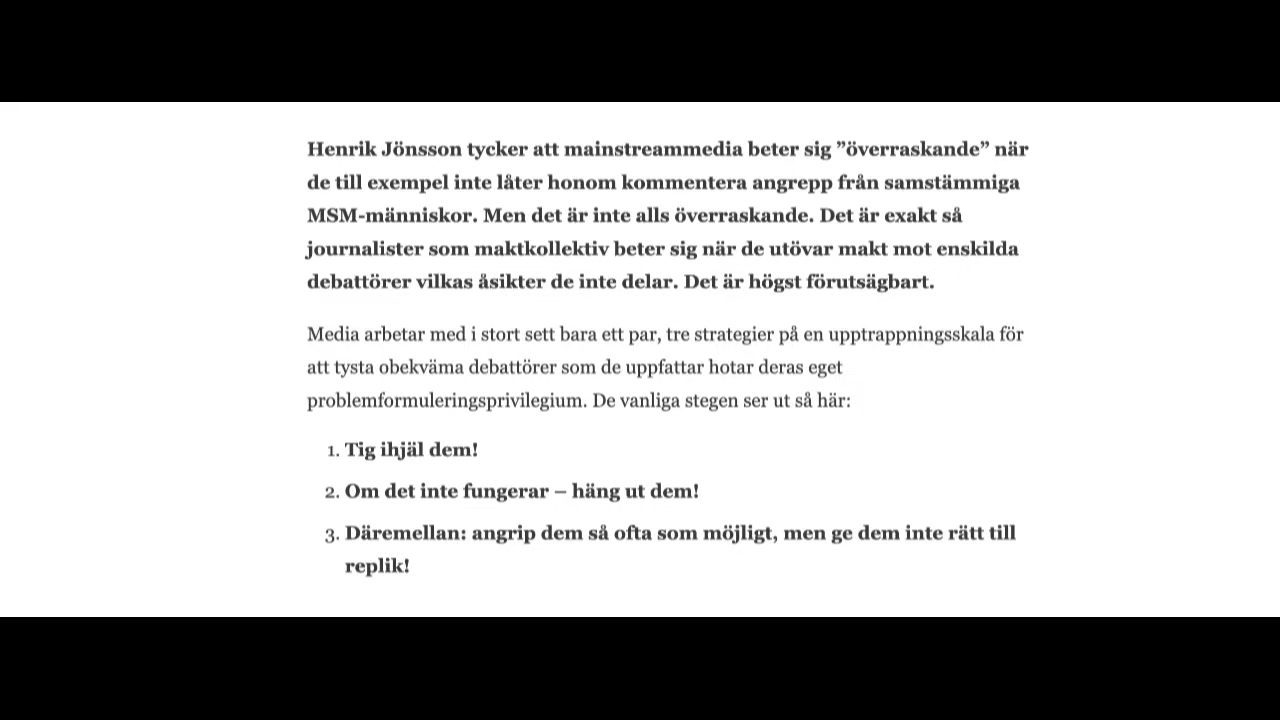 Henrik Jönsson tycker att mainstreammedia beter sig ”överraskande” när
de till exempel inte låter honom kommentera angrepp från samstämmiga
MSM-människor. Men det är inte alls överraskande. Det är exakt så
journalister som maktkollektiv beter sig när de utövar makt mot enskilda
debattörer vilkas åsikter de inte delar. Det är högst förutsägbart.
Media arbetar med i stort sett bara ett par, tre strategier på en upptrappningsskala för
att tysta obekväma debattörer som de uppfattar hotar deras eget
problemformuleringsprivilegium. De vanliga stegen ser ut så här:
1. Tig ihjäl dem!
2. Om det inte fungerar – häng ut dem!
3. Däremellan: angrip dem så ofta som möjligt, men ge dem inte rätt till
replik!